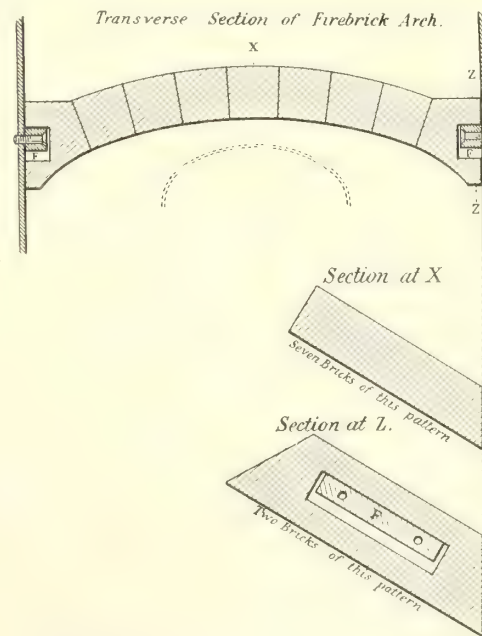 Transverse Section of Firebrick Arch.
X
Z
F
F
Z
Section at X
Seven Bricks of this pattern
Section at Z.
F.
Two Bricks of this pattern